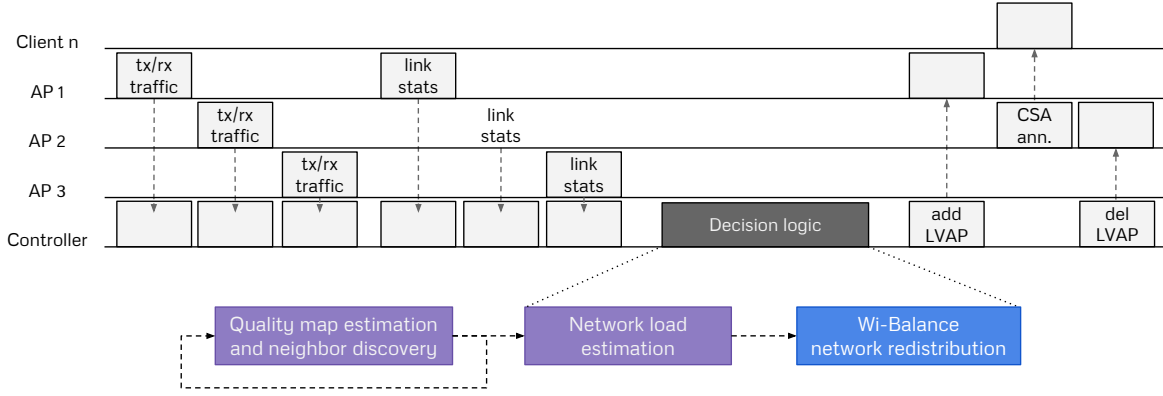 Client n
tx/rx
traffic
link
stats
AP 1
tx/rx
traffic
link
stats
CSA
ann.
AP 2
tx/rx
traffic
link
stats
AP 3
Decision logic
add
LVAP
del
LVAP
Controller
Quality map estimation
and neighbor discovery
Network load
estimation
Wi-Balance
network redistribution